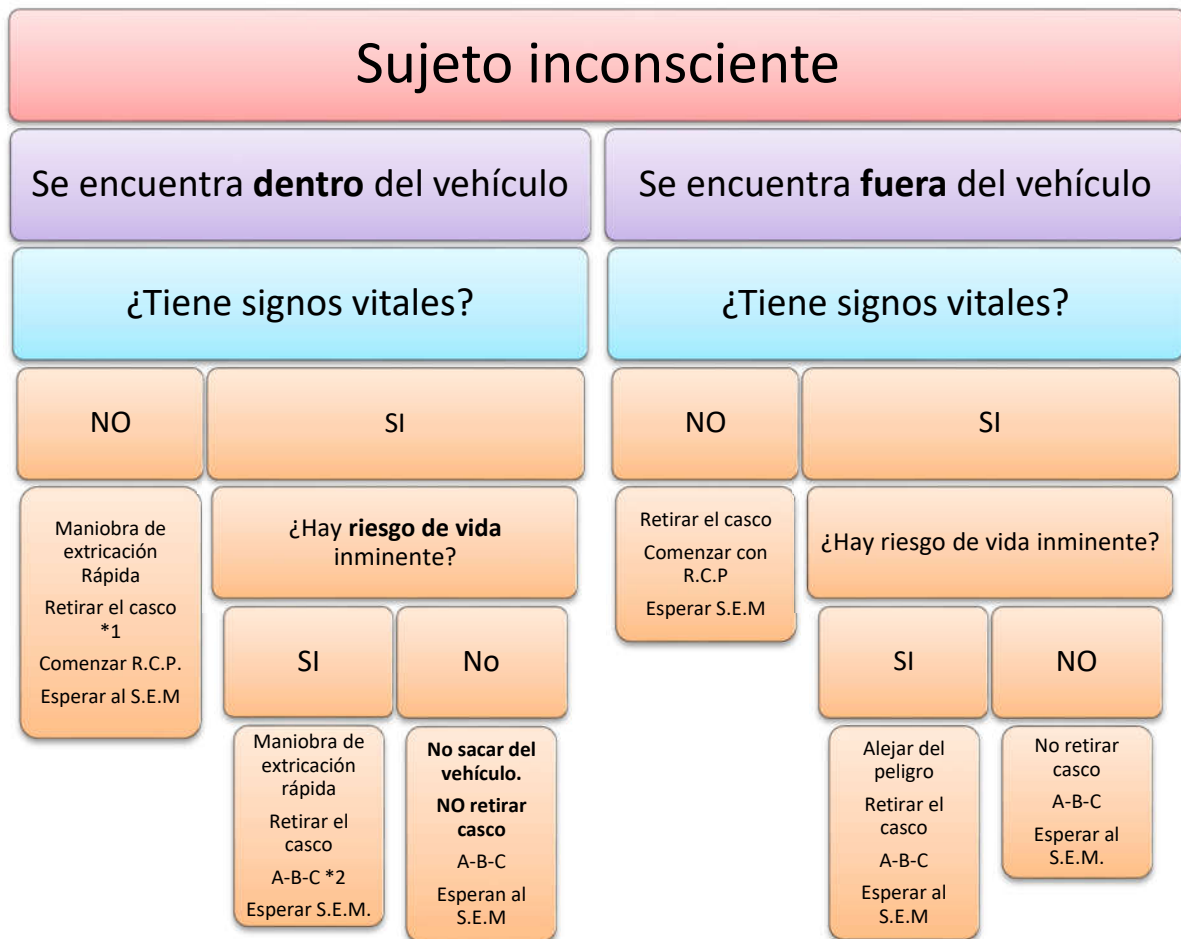 Sujeto inconsciente
Se encuentra dentro del vehículo
Se encuentra fuera del vehículo
¿Tiene signos vitales?
¿Tiene signos vitales?
NO
SI
NO
SI
Maniobra de
extricación
Rápida
Retirar el casco
*1
Comenzar R.C.P.
Esperar al S.E.M
¿Hay riesgo de vida
inminente?
SI
No
Maniobra de
extricación
rápida
Retirar el
casco
A-B-C *2
Esperar S.E.M.
No sacar del
vehículo.
NO retirar
casco
A-B-C
Esperan al
S.E.M
Retirar el casco
Comenzar con
R.C.P
Esperar S.E.M
¿Hay riesgo de vida inminente?
SI
NO
Alejar del
peligro
Retirar el
casco
A-B-C
Esperar al
S.E.M
No retirar
casco
A-B-C
Esperar al
S.E.M.